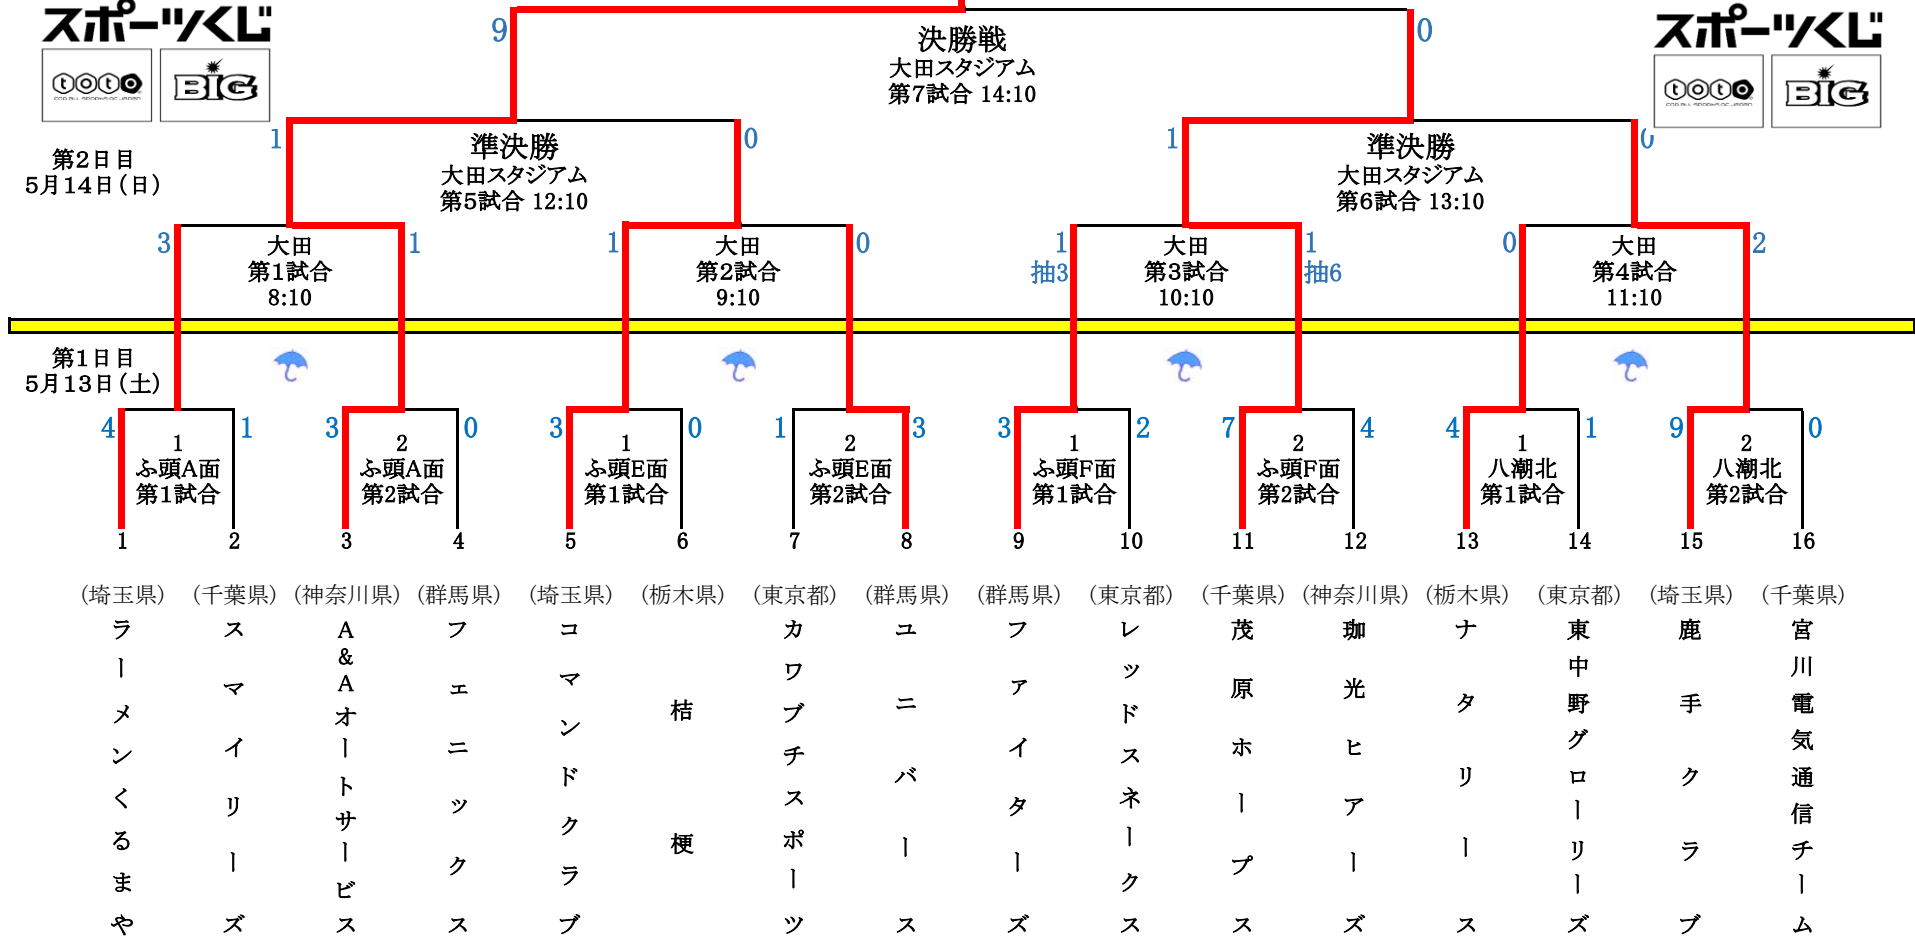 スポーツくじ
toto
BIG
スポーツくじ
toto
BIG
9
0
決勝戦
大田スタジアム
第7試合 14:10
1
0
1
0
準決勝
大田スタジアム
第5試合 12:10
準決勝
大田スタジアム
第6試合 13:10
第2日目
5月14日(日)
3
1
1
0
1
抽3
1
抽6
0
2
大田
第1試合
8:10
大田
第2試合
9:10
大田
第3試合
10:10
大田
第4試合
11:10
第1日目
5月13日(土)
4
1
3
0
3
0
1
3
3
2
7
4
4
1
9
0
1
ふ頭A面
第1試合
2
ふ頭A面
第2試合
1
ふ頭E面
第1試合
2
ふ頭E面
第2試合
1
ふ頭F面
第1試合
2
ふ頭F面
第2試合
1
八潮北
第1試合
2
八潮北
第2試合
1 2 3 4 5 6 7 8 9 10 11 12 13 14 15 16
(埼玉県) (千葉県) (神奈川県) (群馬県) (埼玉県) (栃木県) (東京都) (群馬県) (群馬県) (東京都) (千葉県) (神奈川県) (栃木県) (東京都) (埼玉県) (千葉県)
ラーメンくるまや
スマイリーズ
A&Aオートサービス
フェニックス
コマンドクラブ
桔梗
カワブチスポーツ
ユニバース
ファイターズ
レッドスネークス
茂原ホープス
珈光ヒアーズ
ナタリース
東中野グローリーズ
鹿手クラブ
宮川電気通信チーム